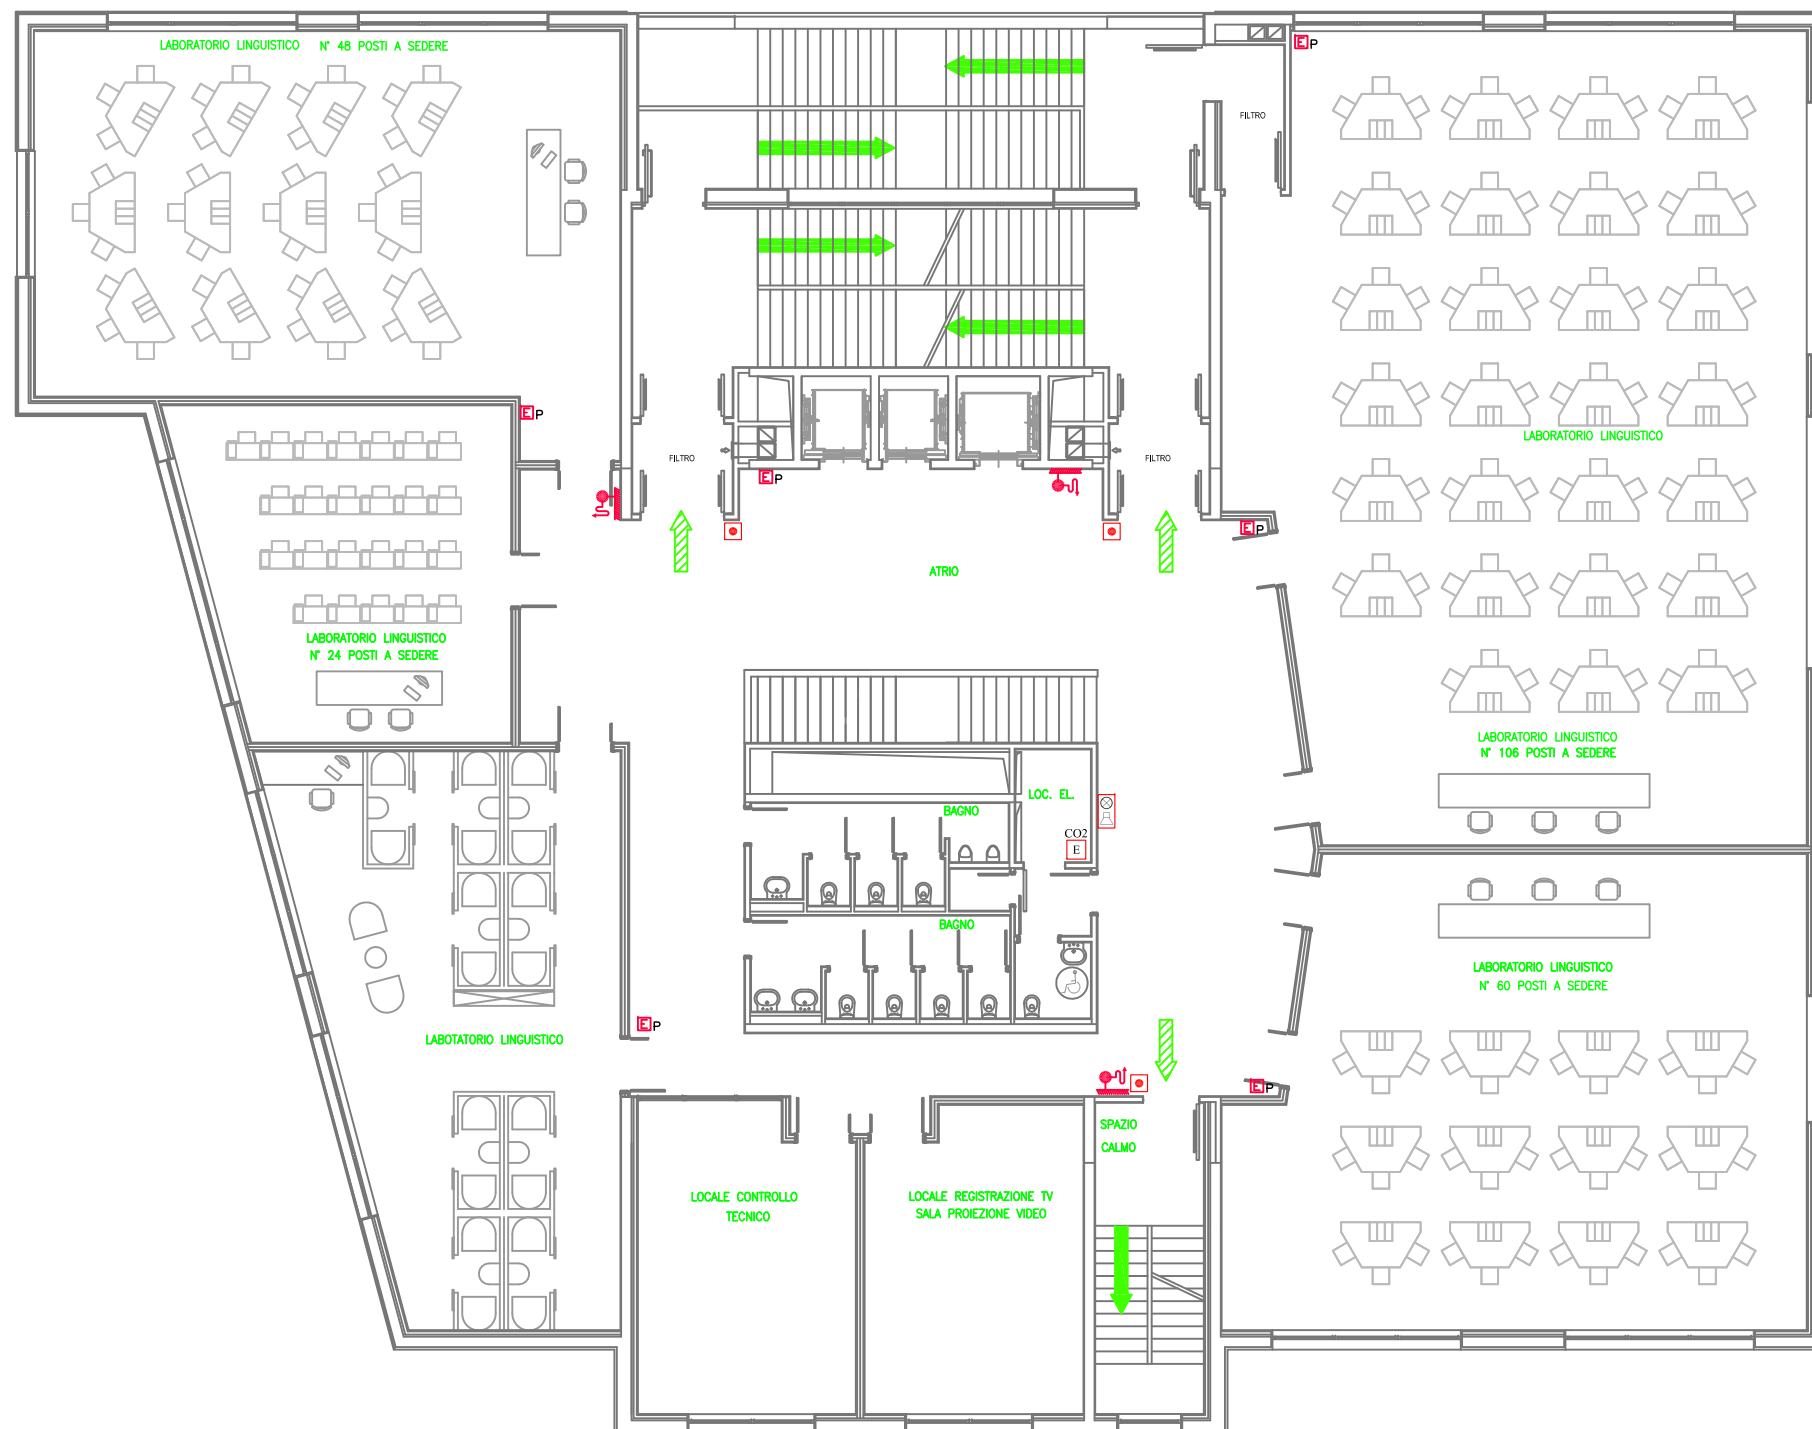 LABORATORIO LINGUISTICO N° 48 POSTI A SEDERE
E P
FILTRO
E P
LABORATORIO LINGUISTICO
FILTRO
FILTRO
E P
E P
ATRIO
LABORATORIO LINGUISTICO
N° 24 POSTI A SEDERE
LABORATORIO LINGUISTICO
N° 106 POSTI A SEDERE
LOC. EL.
BAGNO
CO2
E
BAGNO
LABORATORIO LINGUISTICO
N° 60 POSTI A SEDERE
E P
LABOTATORIO LINGUISTICO
E P
SPAZIO
CALMO
LOCALE CONTROLLO
TECNICO
LOCALE REGISTRAZIONE TV
SALA PROIEZIONE VIDEO